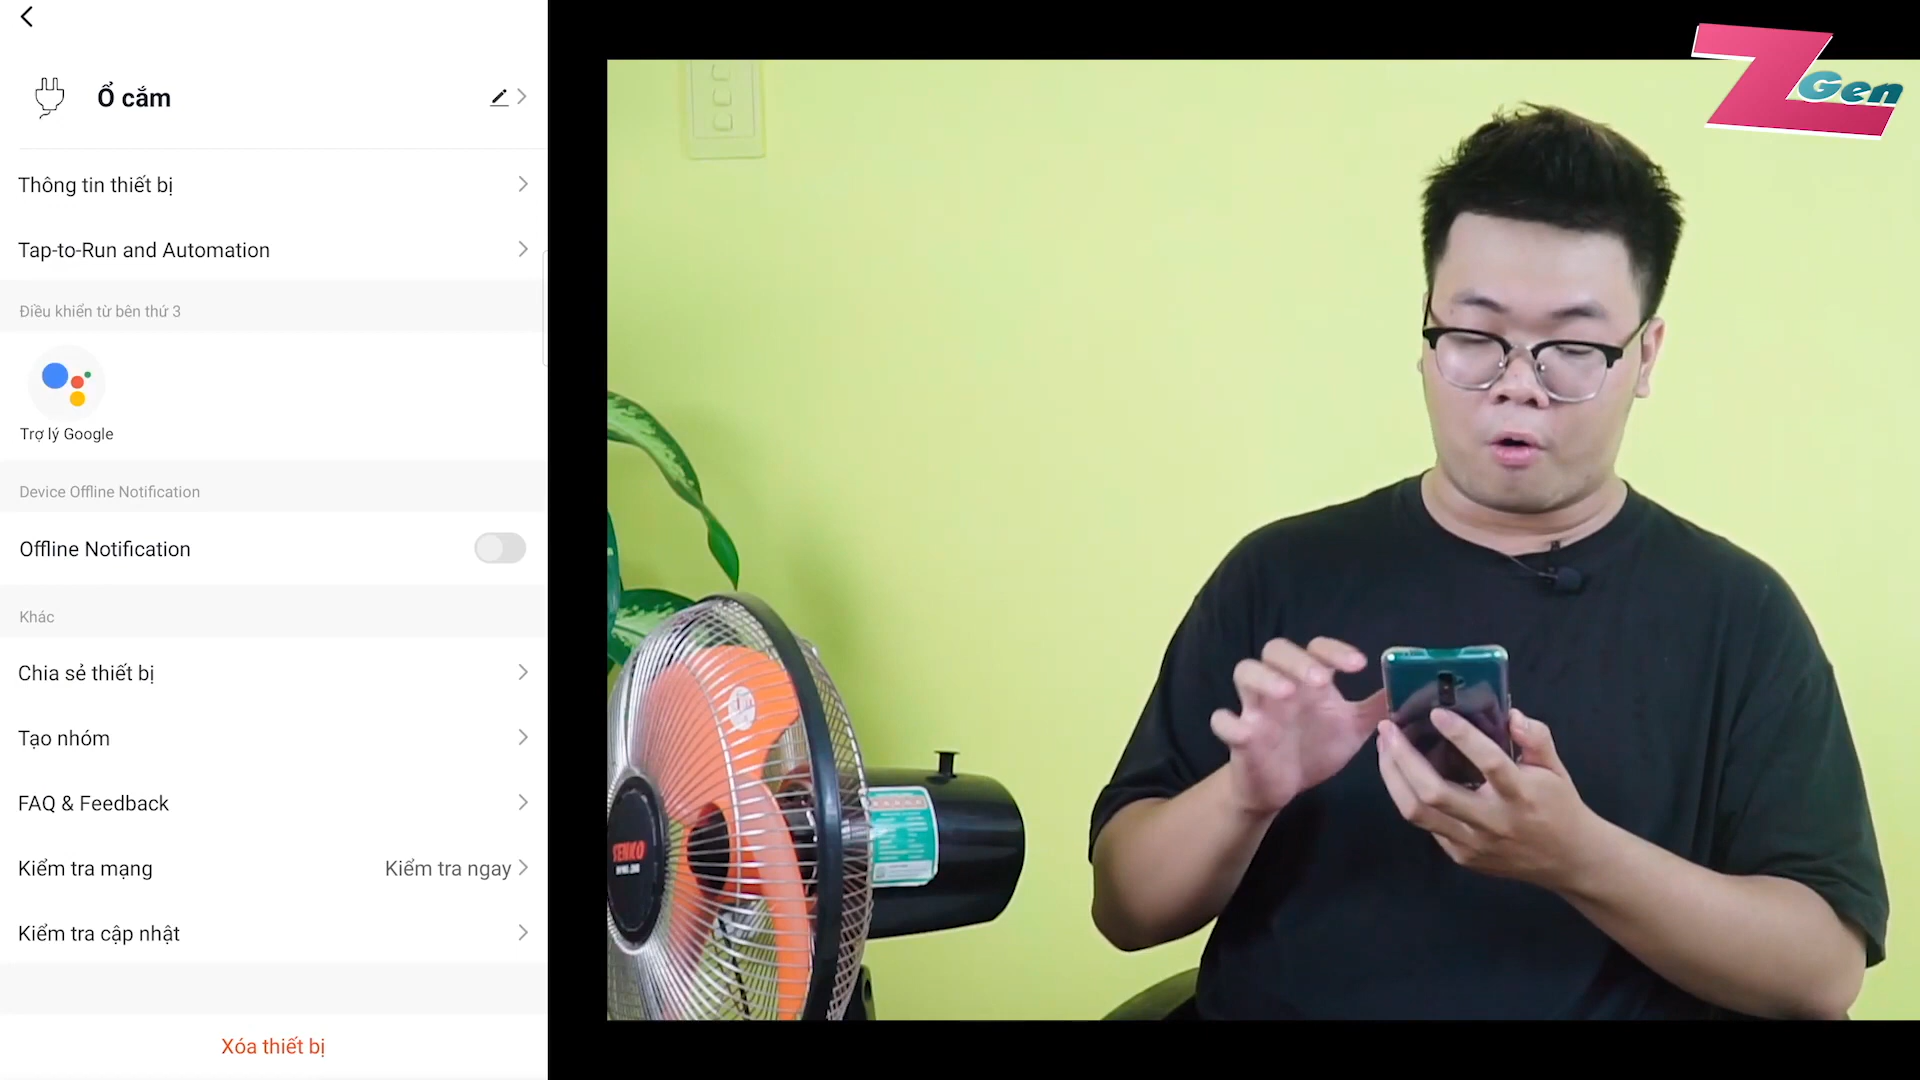 Ổ cắm
Thông tin thiết bị
Tap-to-Run and Automation
Điều khiển từ bên thứ 3
Trợ lý Google
Device Offline Notification
Offline Notification
Khác
Chia sẻ thiết bị
Tạo nhóm
FAQ & Feedback
Kiểm tra mạng Kiểm tra ngay
Kiểm tra cập nhật
Xóa thiết bị
ZGen
SENKO